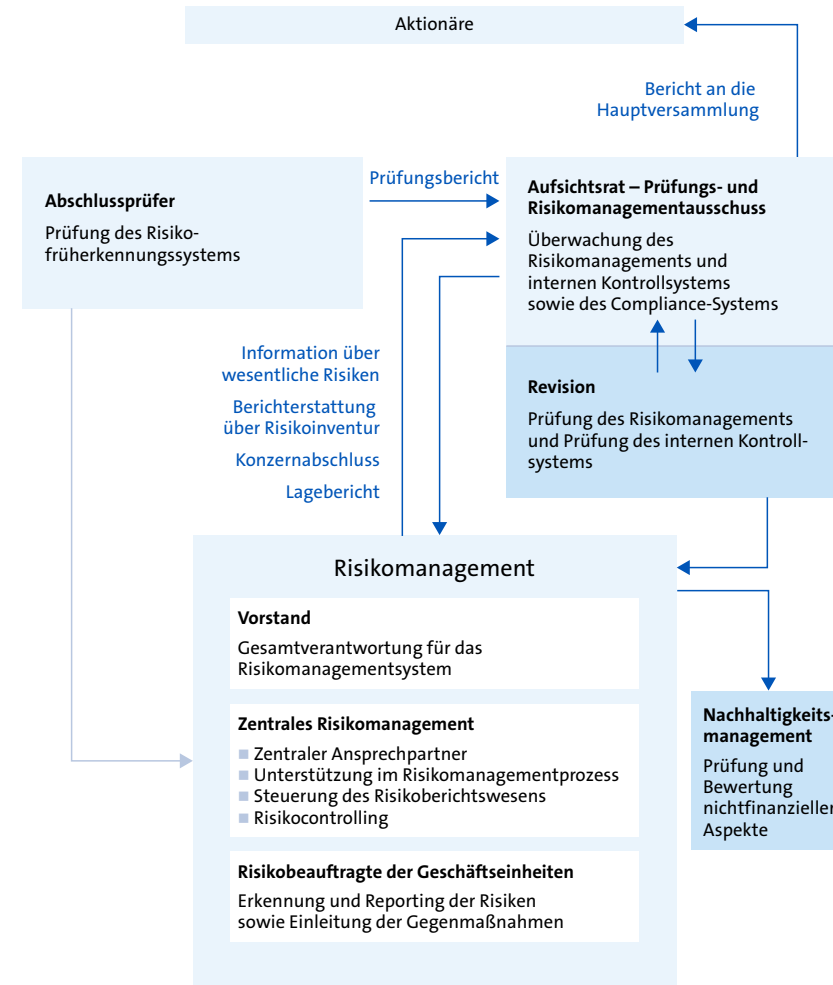 Aktionäre
Bericht an die
Hauptversammlung
Abschlussprüfer
Prüfung des Risiko-
früherkennungssystems
Prüfungsbericht
Aufsichtsrat – Prüfungs- und
Risikomanagementausschuss
Überwachung des
Risikomanagements und
internen Kontrollsystems
sowie des Compliance-Systems
Information über
wesentliche Risiken
Berichterstattung
über Risikoinventur
Konzernabschluss
Lagebericht
Revision
Prüfung des Risikomanagements
und Prüfung des internen Kontroll-
systems
Risikomanagement
Vorstand
Gesamtverantwortung für das
Risikomanagementsystem
Zentrales Risikomanagement
Zentraler Ansprechpartner
Unterstützung im Risikomanagementprozess
Steuerung des Risikoberichtswesens
Risikocontrolling
Risikobeauftragte der Geschäftseinheiten
Erkennung und Reporting der Risiken
sowie Einleitung der Gegenmaßnahmen
Nachhaltigkeits-
management
Prüfung und
Bewertung
nichtfinanzieller
Aspekte